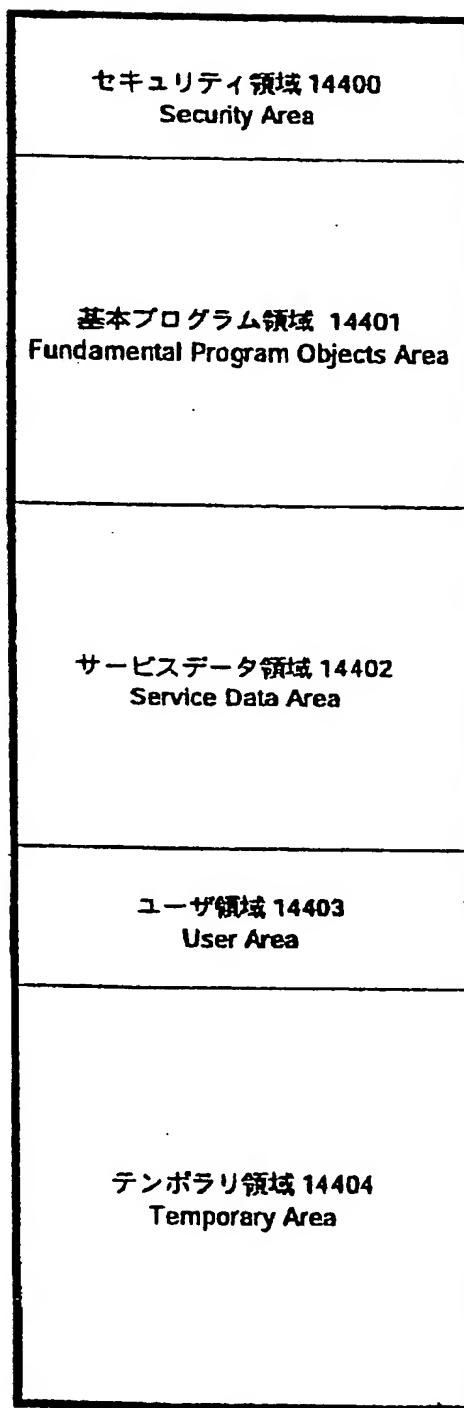 セキュリティ領域 14400
Security Area
基本プログラム領域 14401
Fundamental Program Objects Area
サービスデータ領域 14402
Service Data Area
ユーザ領域 14403
User Area
テンポラリ領域 14404
Temporary Area